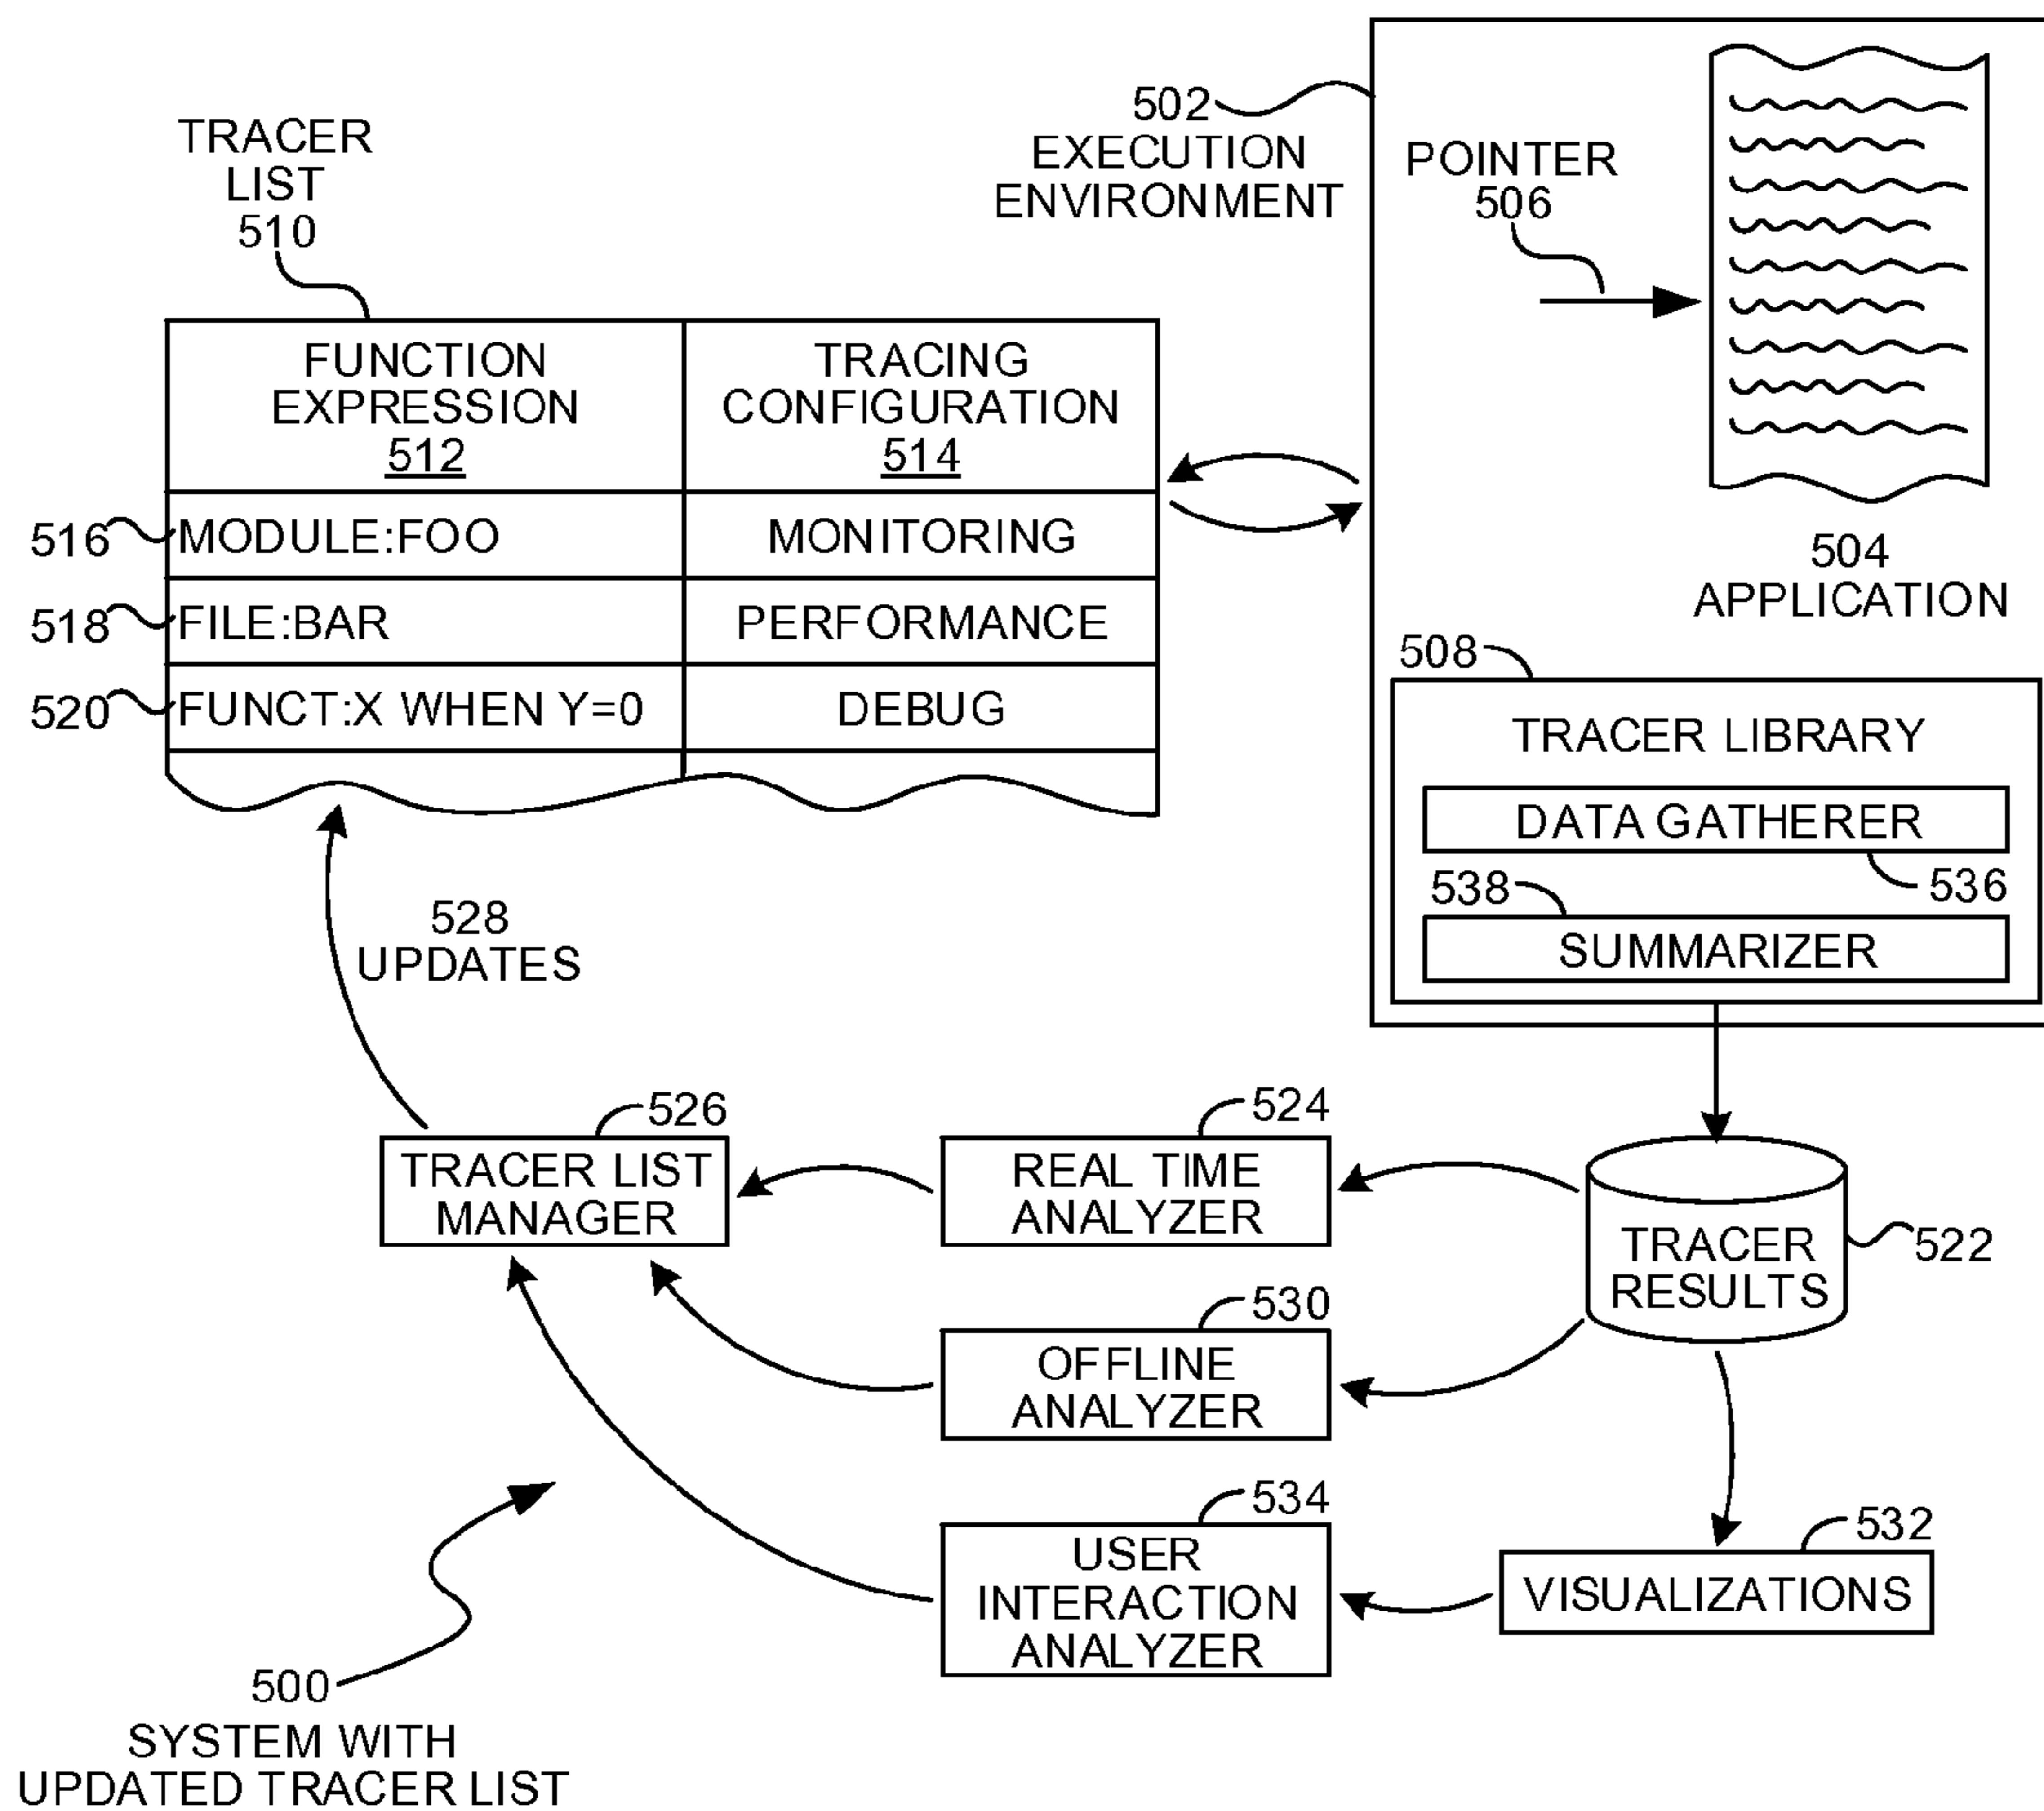 TRACER
LIST
510
502
EXECUTION
ENVIRONMENT
POINTER
506
504
APPLICATION
FUNCTION
EXPRESSION
512
TRACING
CONFIGURATION
514
516
MODULE:FOO
MONITORING
518
FILE:BAR
PERFORMANCE
520
FUNCT:X WHEN Y=0
DEBUG
508
TRACER LIBRARY
DATA GATHERER
536
538
SUMMARIZER
528
UPDATES
526
TRACER LIST
MANAGER
524
REAL TIME
ANALYZER
TRACER
RESULTS
522
530
OFFLINE
ANALYZER
534
USER
INTERACTION
ANALYZER
532
VISUALIZATIONS
500
SYSTEM WITH
UPDATED TRACER LIST